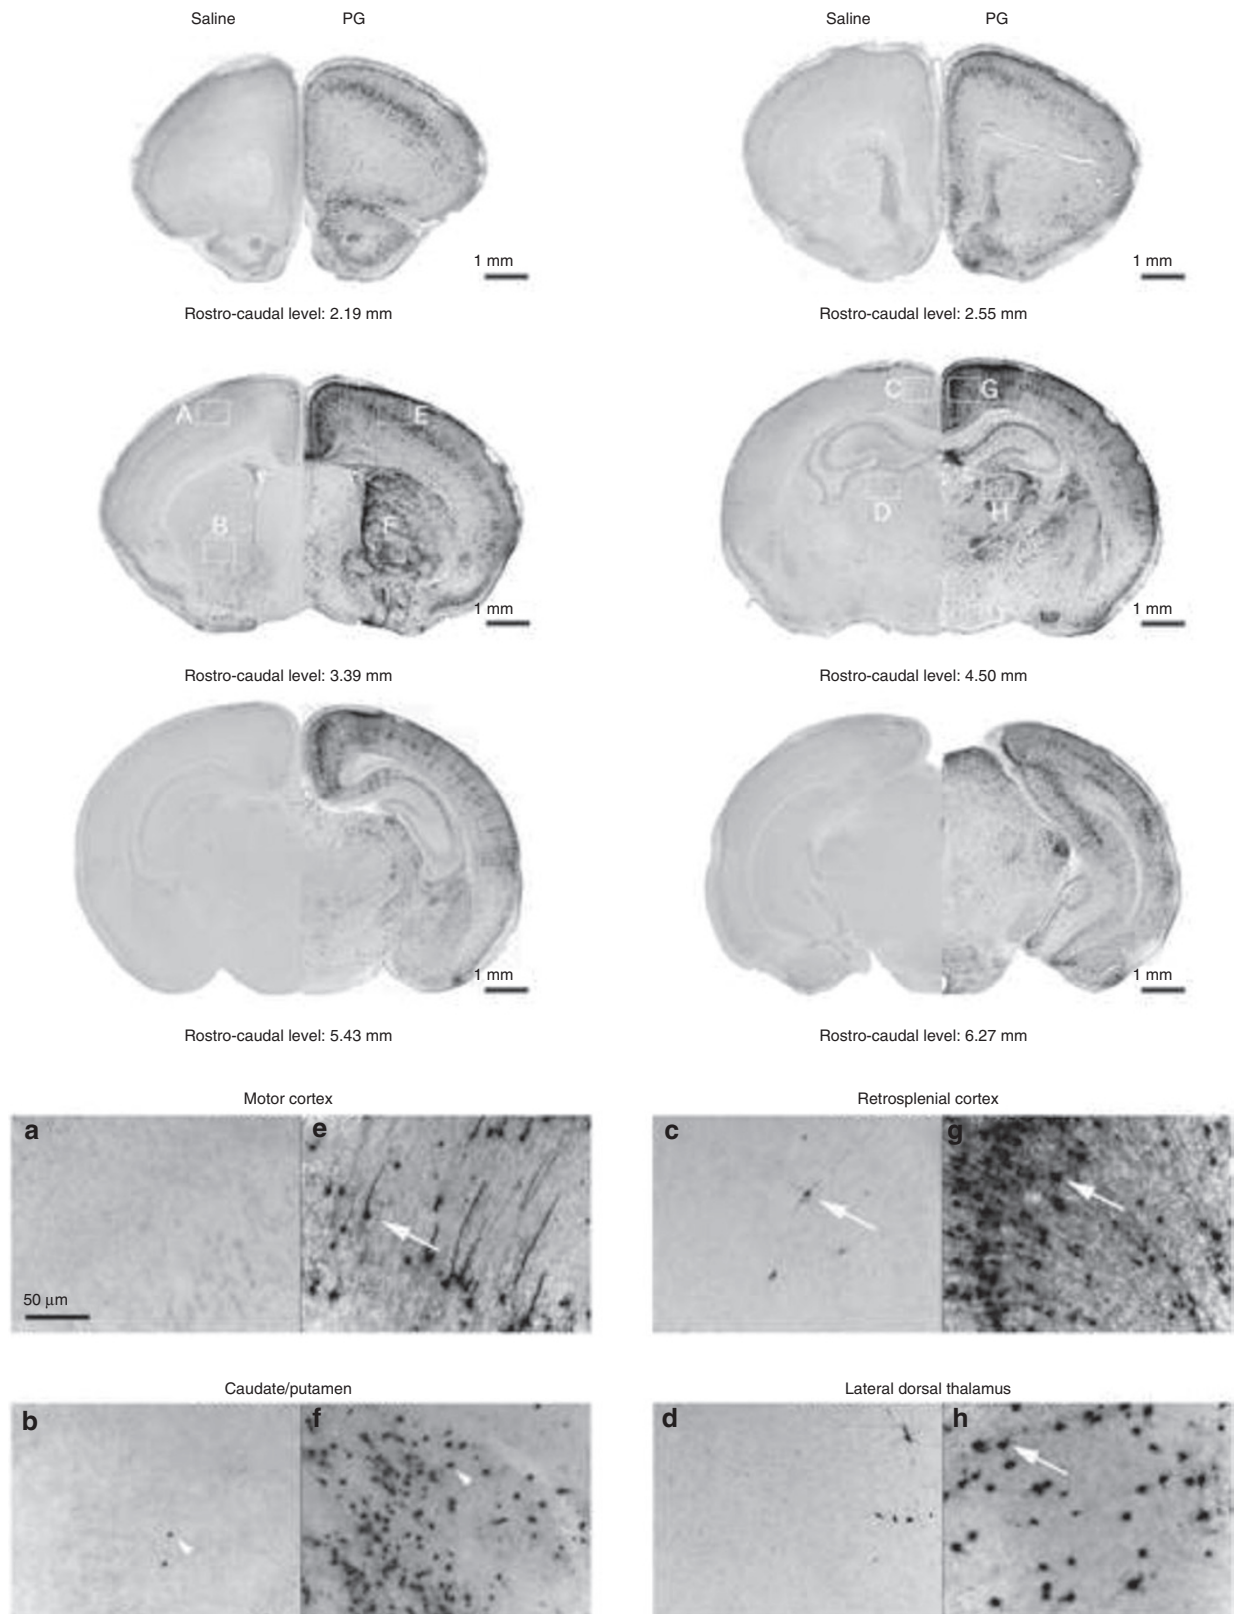 Saline PG Saline PG
1 mm 1 mm
Rostro-caudal level: 2.19 mm Rostro-caudal level: 2.55 mm
A E C G
B F D H
1 mm 1 mm
Rostro-caudal level: 3.39 mm Rostro-caudal level: 4.50 mm
1 mm 1 mm
Rostro-caudal level: 5.43 mm Rostro-caudal level: 6.27 mm
Motor cortex Retrosplenial cortex
a e c g
50 μm
Caudate/putamen Lateral dorsal thalamus
b f d h